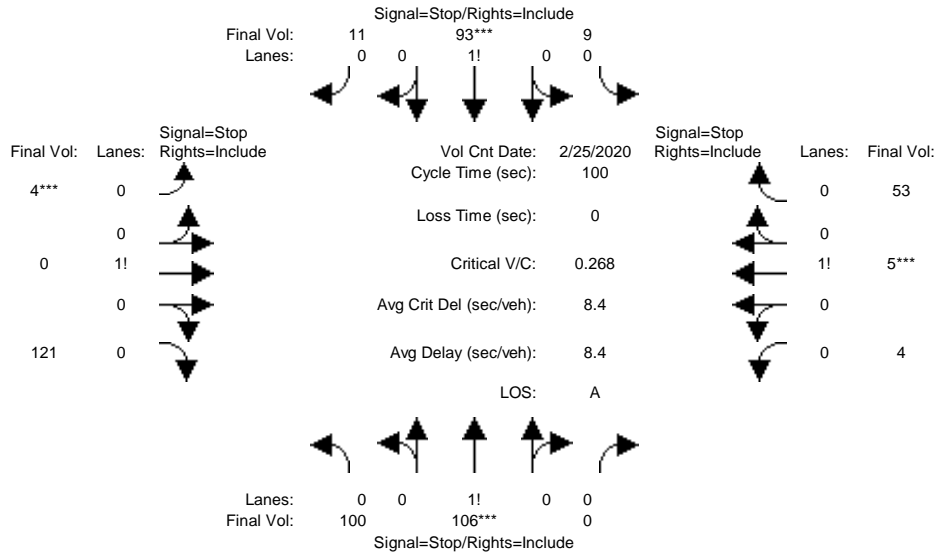 Signal=Stop/Rights=Include
Final Vol: 11 93*** 9
Lanes: 0 0 1! 0 0
Signal=Stop
Final Vol: Lanes: Rights=Include
Vol Cnt Date: 2/25/2020
Signal=Stop
Rights=Include Lanes: Final Vol:
Cycle Time (sec): 100
4*** 0
0 53
Loss Time (sec): 0
0
0
0 1!
Critical V/C: 0.268
1! 5***
0
Avg Crit Del (sec/veh): 8.4
0
121 0
Avg Delay (sec/veh): 8.4
0 4
LOS: A
Lanes: 0 0 1! 0 0
Final Vol: 100 106*** 0
Signal=Stop/Rights=Include